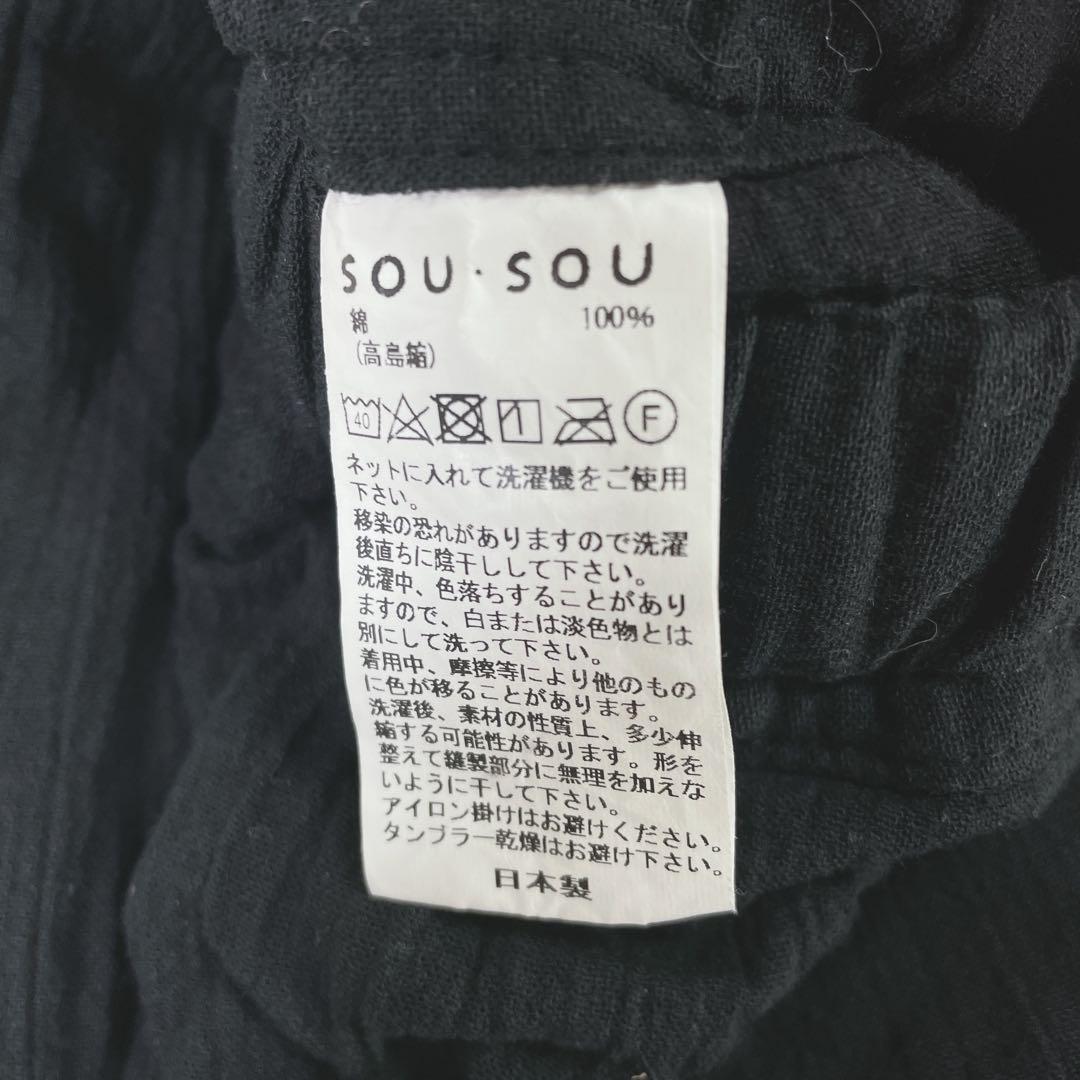 SOU・SOU
綿 100%
(高島縮)
40 F
ネットに入れて洗濯機をご使用
下さい。
移染の恐れがありますので洗濯
後直ちに陰干しして下さい。
洗濯中、色落ちすることがあり
ますので、白または淡色物とは
別にして洗って下さい。
着用中、摩擦等により他のもの
に色が移ることがあります。
洗濯後、素材の性質上、多少伸
縮する可能性があります。形を
整えて縫製部分に無理を加えな
いように干して下さい。
アイロン掛けはお避けください。
タンブラー乾燥はお避け下さい。
日本製